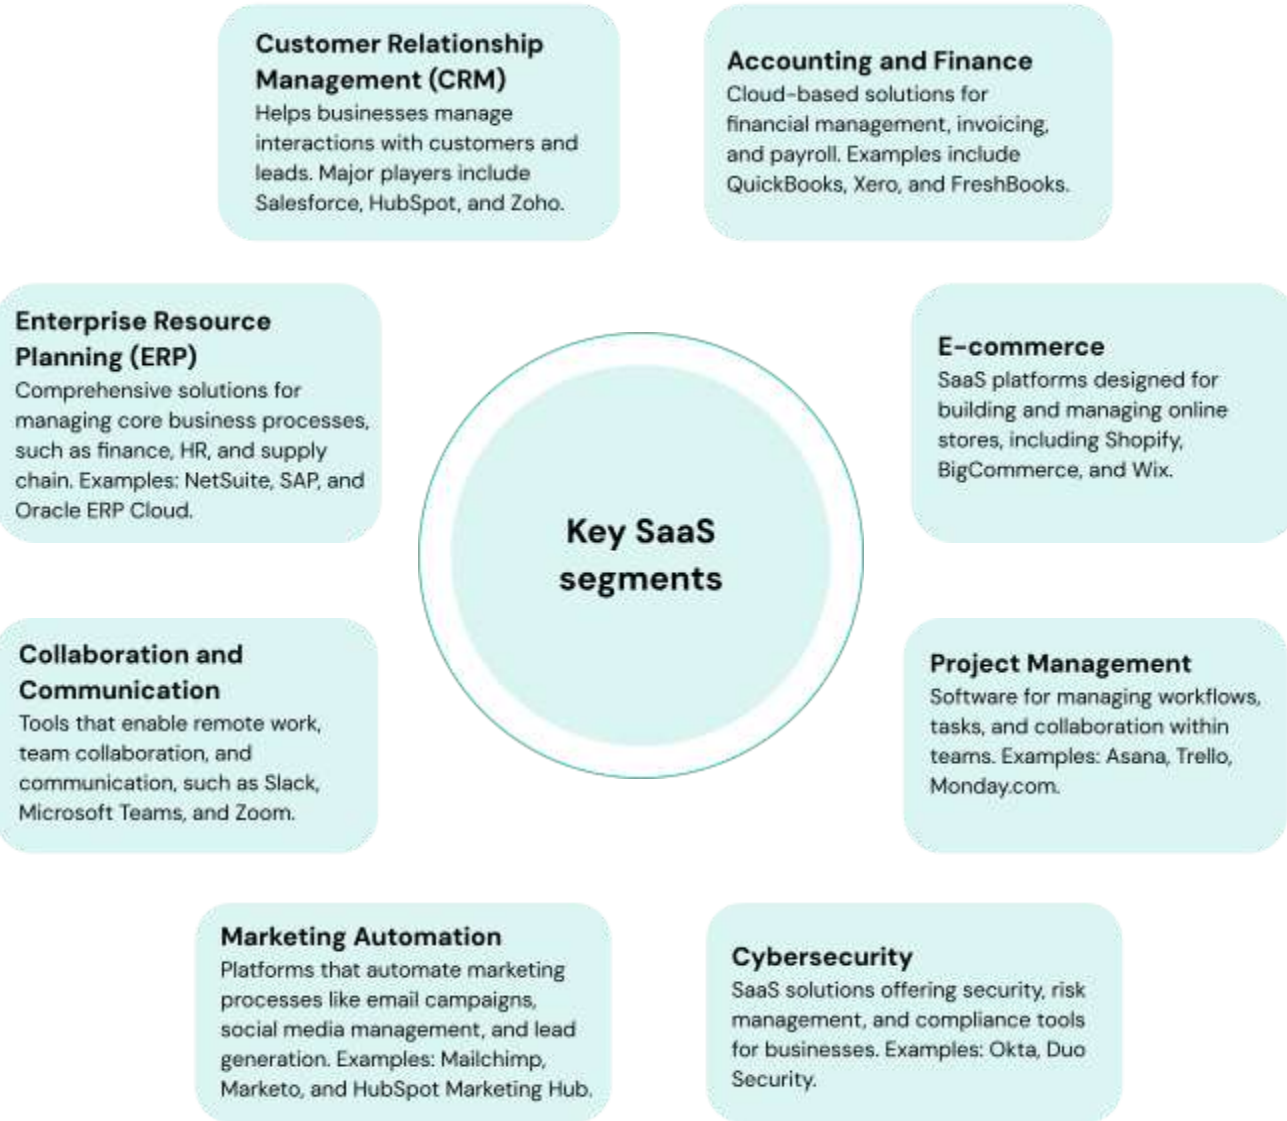 Customer Relationship
Management (CRM)
Helps businesses manage
interactions with customers and
leads. Major players include
Salesforce, HubSpot, and Zoho.
Accounting and Finance
Cloud-based solutions for
financial management, invoicing,
and payroll. Examples include
QuickBooks, Xero, and FreshBooks.
Enterprise Resource
Planning (ERP)
Comprehensive solutions for
managing core business processes,
such as finance, HR, and supply
chain. Examples: NetSuite, SAP, and
Oracle ERP Cloud.
E-commerce
SaaS platforms designed for
building and managing online
stores, including Shopify,
BigCommerce, and Wix.
Key SaaS
segments
Collaboration and
Communication
Tools that enable remote work,
team collaboration, and
communication, such as Slack,
Microsoft Teams, and Zoom.
Project Management
Software for managing workflows,
tasks, and collaboration within
teams. Examples: Asana, Trello,
Monday.com.
Marketing Automation
Platforms that automate marketing
processes like email campaigns,
social media management, and lead
generation. Examples: Mailchimp,
Marketo, and HubSpot Marketing Hub.
Cybersecurity
SaaS solutions offering security, risk
management, and compliance tools
for businesses. Examples: Okta, Duo
Security.